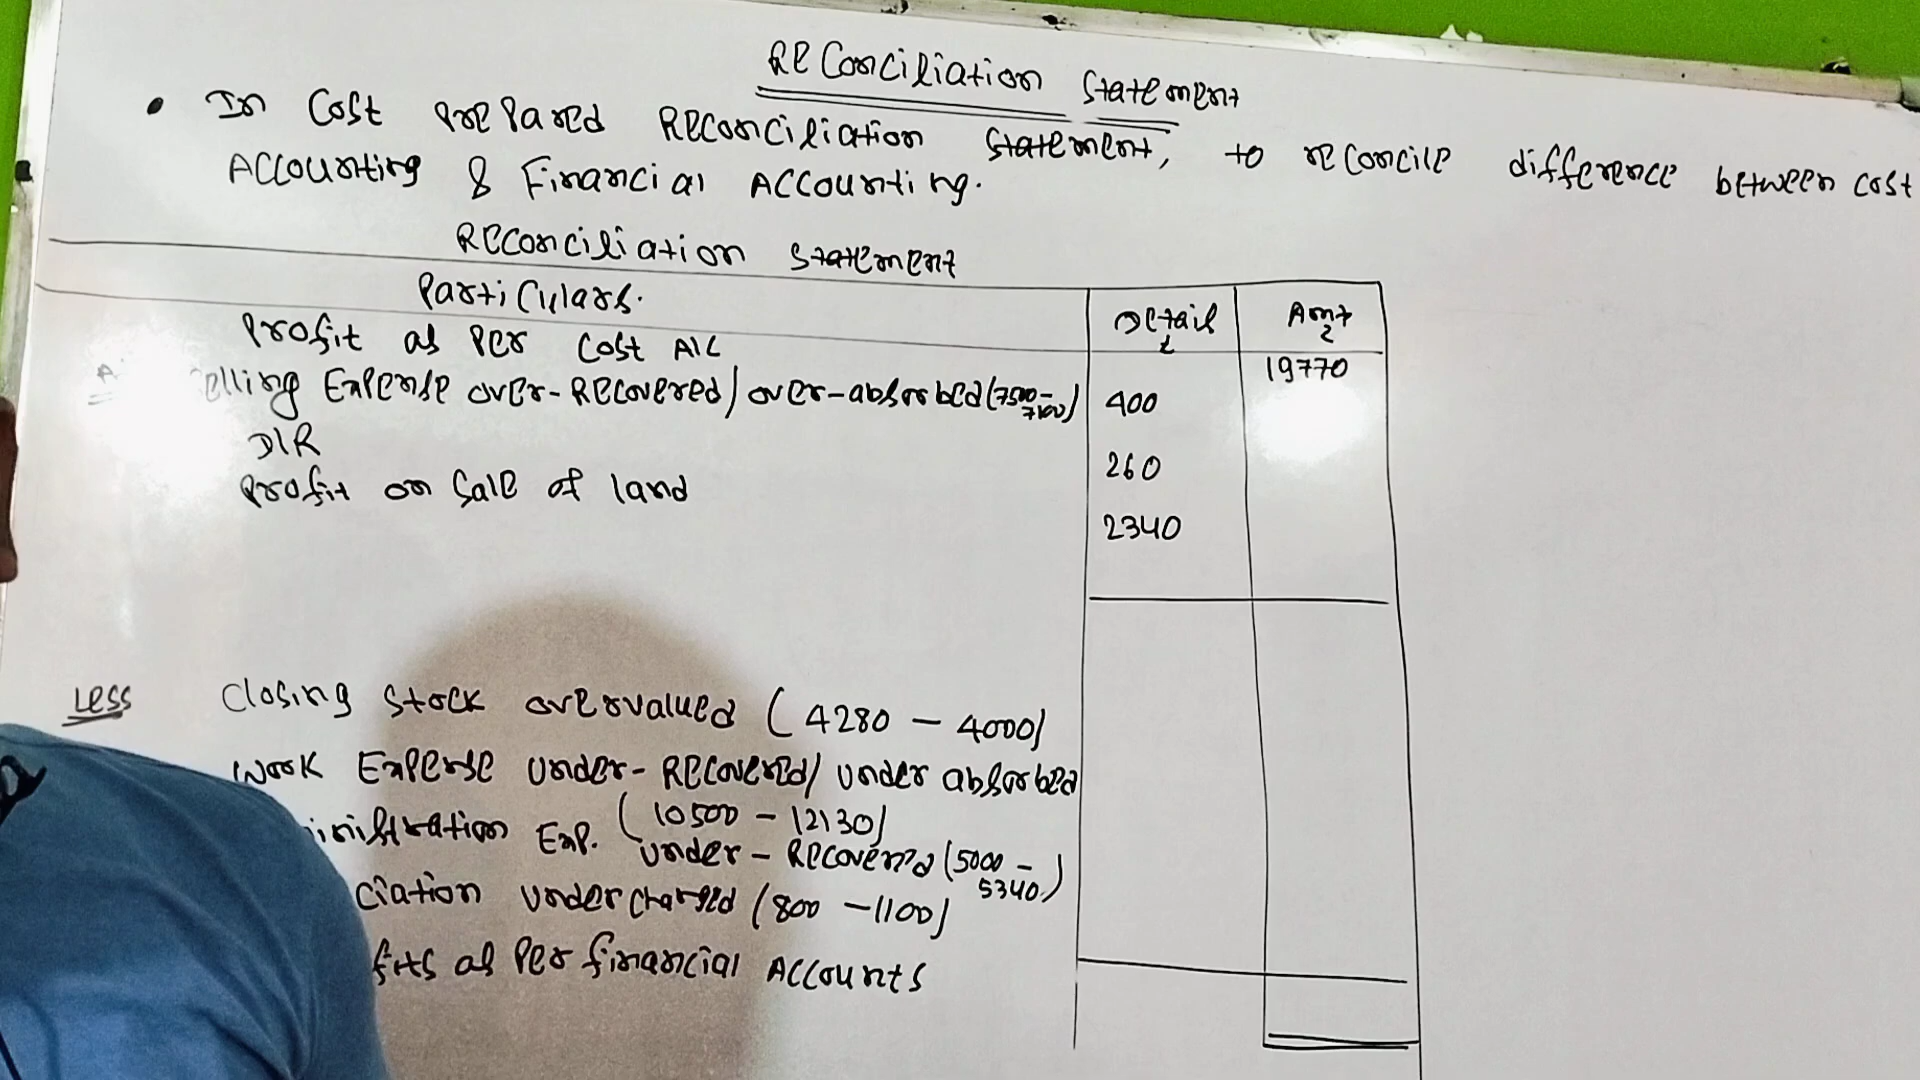 Reconciliation Statement
• In Cost Prepared Reconciliation Statement, to reconcile difference between cost
Accounting & Financial Accounting.
Reconciliation Statement
Particulars. Detail ₹ Amt ₹
Profit as Per Cost A/C 19770
elling Expense over-Recovered/over-absorbed (7500-7100) 400
DIR 260
Profit on Sale of land 2340
Less Closing Stock overvalued (4280 - 4000)
Work Expense under-Recovered/under absorbed
(10500 - 12130)
inistration Exp. under-Recovered (5000 - 5340)
ciation undercharged (800 - 1100)
fits as Per financial Accounts